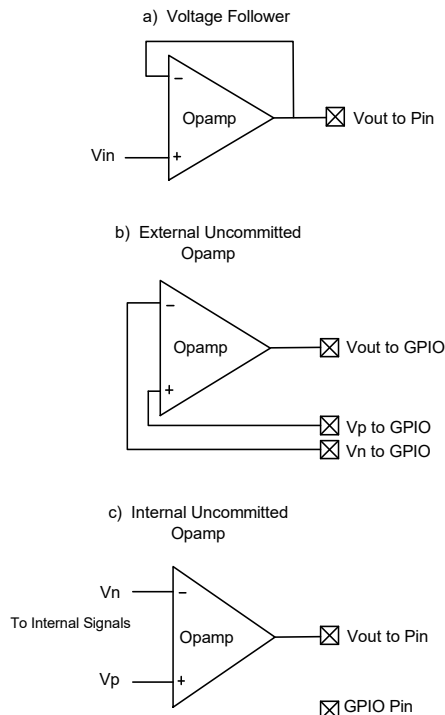 a) Voltage Follower
−
Opamp
Vout to Pin
Vin
+
b) External Uncommitted
Opamp
−
Opamp
Vout to GPIO
+
Vp to GPIO
Vn to GPIO
c) Internal Uncommitted
Opamp
Vn
−
To Internal Signals
Opamp
Vout to Pin
Vp
+
GPIO Pin